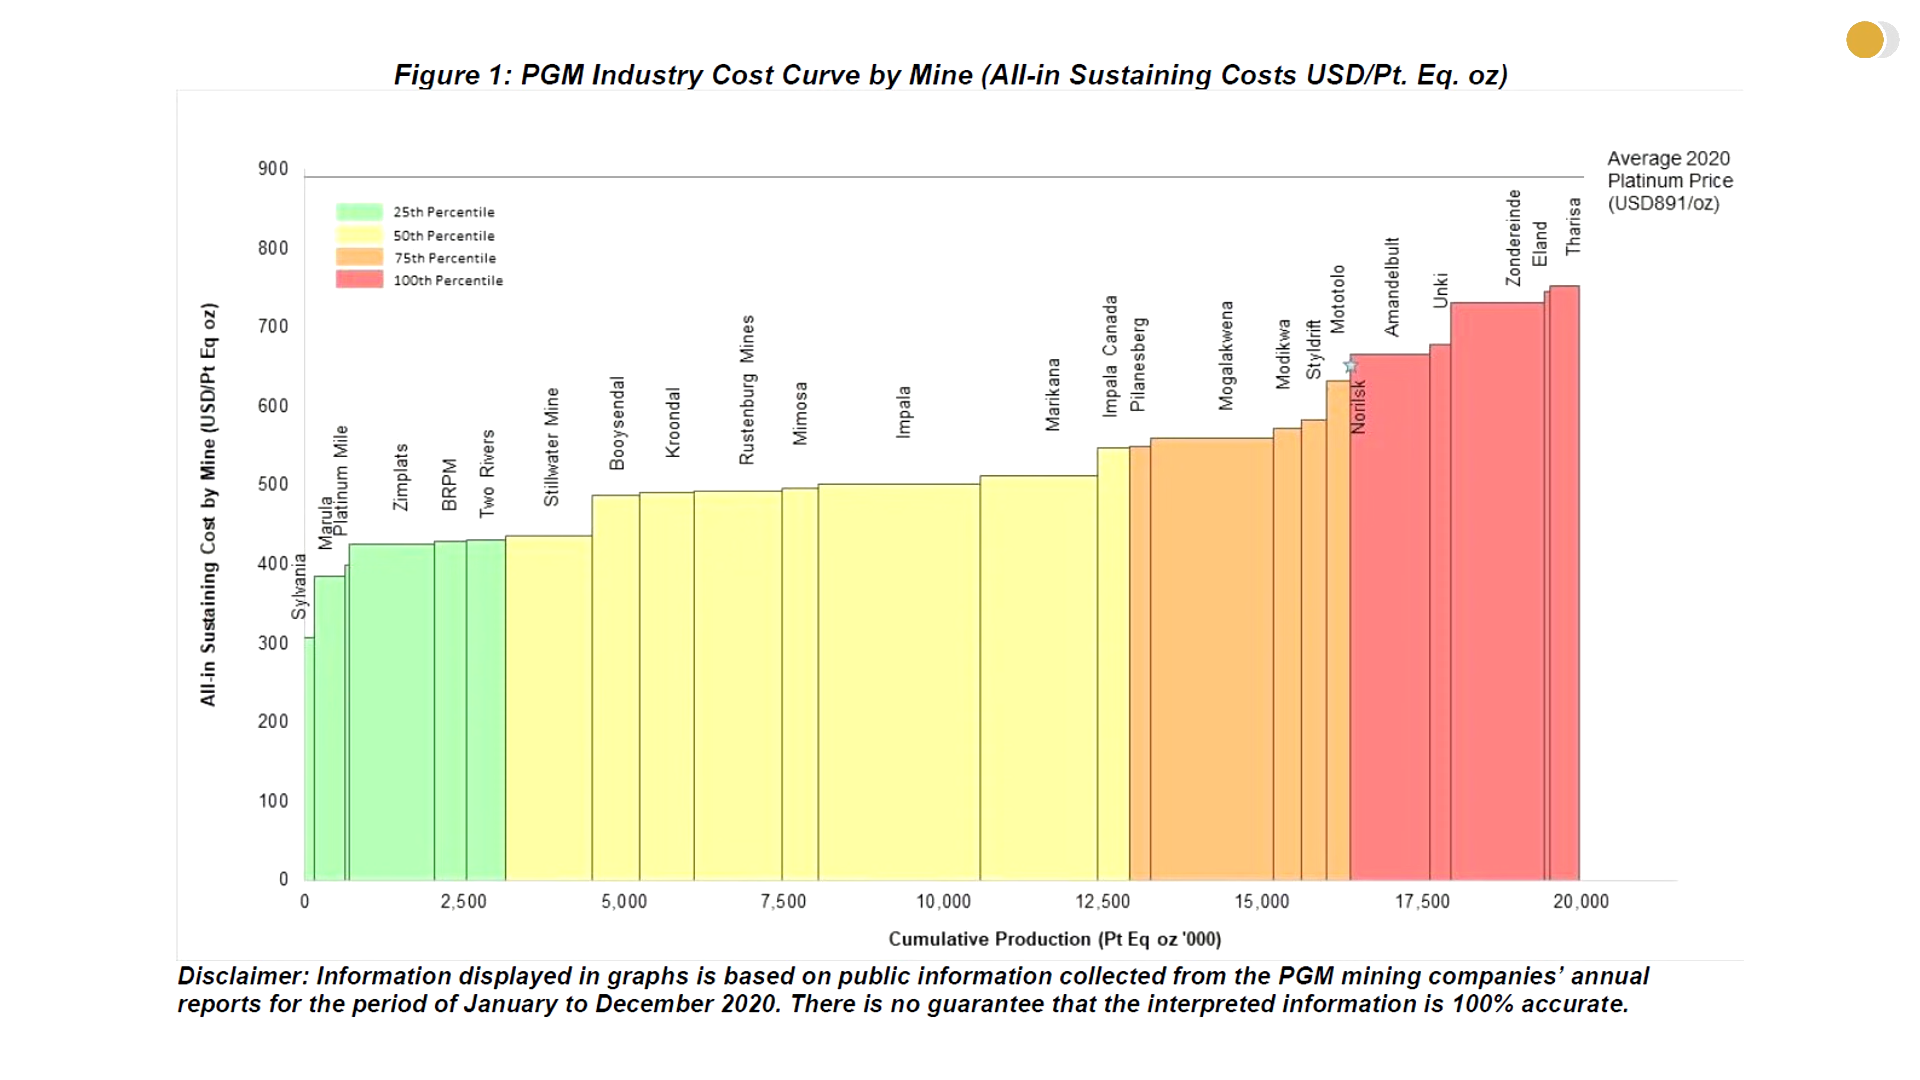 Figure 1: PGM Industry Cost Curve by Mine (All-in Sustaining Costs USD/Pt. Eq. oz)
Average 2020
Platinum Price
(USD891/oz)
25th Percentile
50th Percentile
75th Percentile
100th Percentile
All-in Sustaining Cost by Mine (USD/Pt Eq oz)
900
800
700
600
500
400
300
200
100
0
Sylvania
Marula
Platinum Mile
Zimplats
BRPM
Two Rivers
Stillwater Mine
Booysendal
Kroondal
Rustenburg Mines
Mimosa
Impala
Marikana
Impala Canada
Pilanesberg
Mogalakwena
Modikwa
Styldrift
Mototolo
Norilsk
Amandelbult
Unki
Zondereinde
Eland
Tharisa
0
2,500
5,000
7,500
10,000
12,500
15,000
17,500
20,000
Cumulative Production (Pt Eq oz '000)
Disclaimer: Information displayed in graphs is based on public information collected from the PGM mining companies’ annual
reports for the period of January to December 2020. There is no guarantee that the interpreted information is 100% accurate.